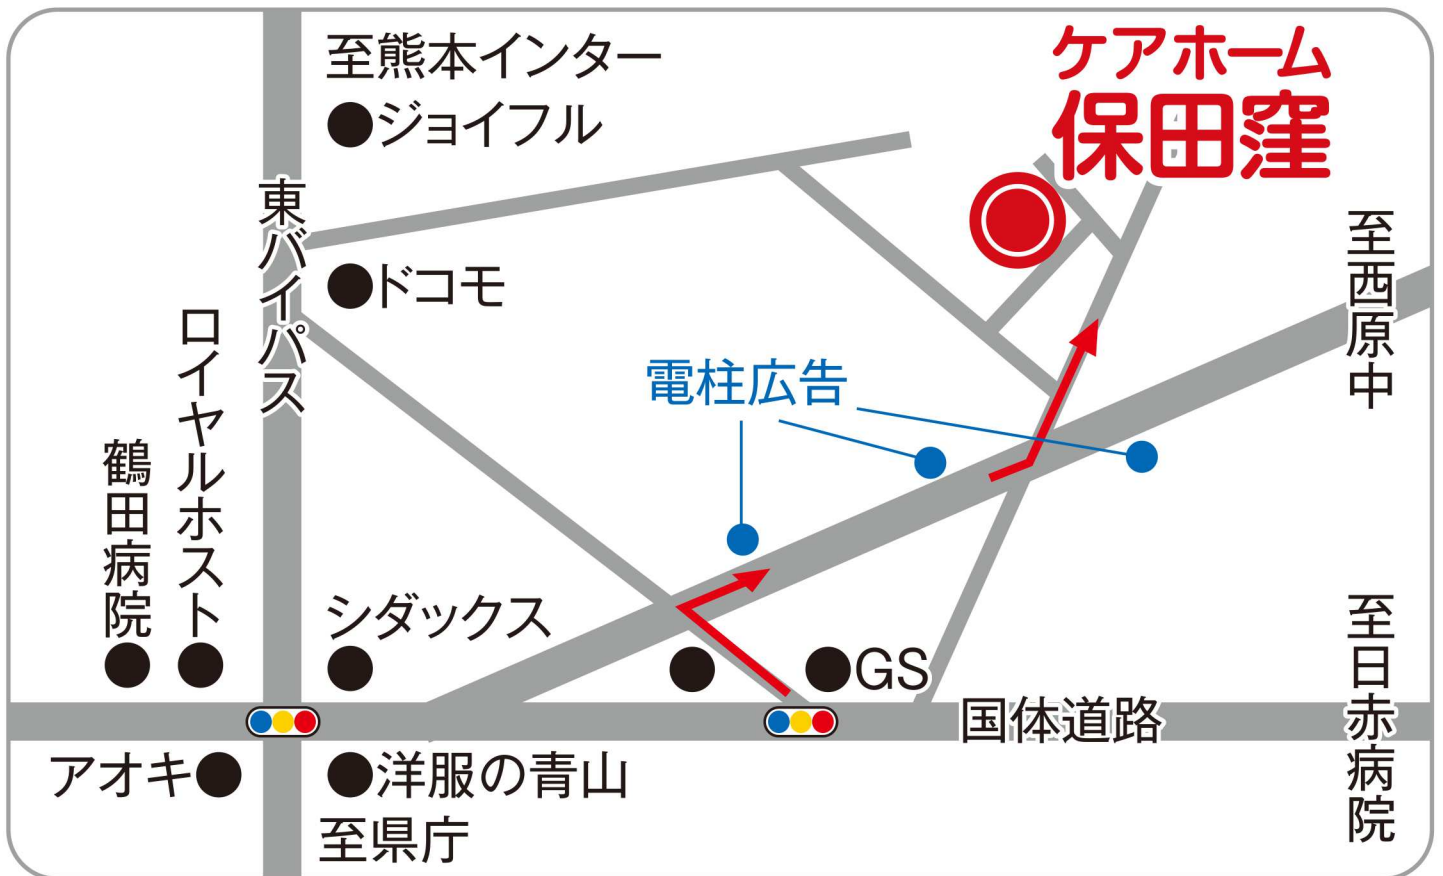 至熊本インター
ジョイフル
ケアホーム
保田窪
東バイパス
ドコモ
至西原中
ロイヤルホスト
鶴田病院
電柱広告
シダックス
GS
国体道路
至日赤病院
アオキ
洋服の青山
至県庁